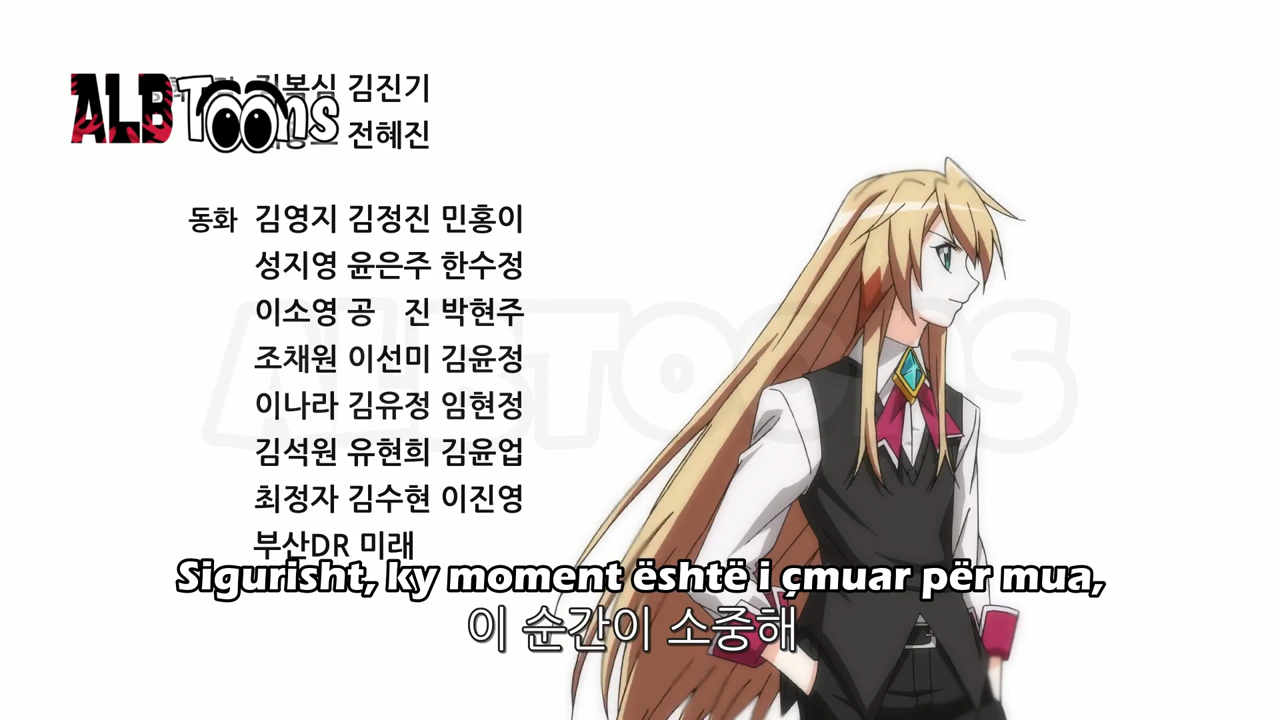 ALBToons
김복심 김진기
전혜진
동화 김영지 김정진 민홍이
성지영 윤은주 한수정
이소영 공 진 박현주
조채원 이선미 김윤정
이나라 김유정 임현정
김석원 유현희 김윤업
최정자 김수현 이진영
부산DR 미래
ALBTOONS
Sigurisht, ky moment është i çmuar për mua,
이 순간이 소중해